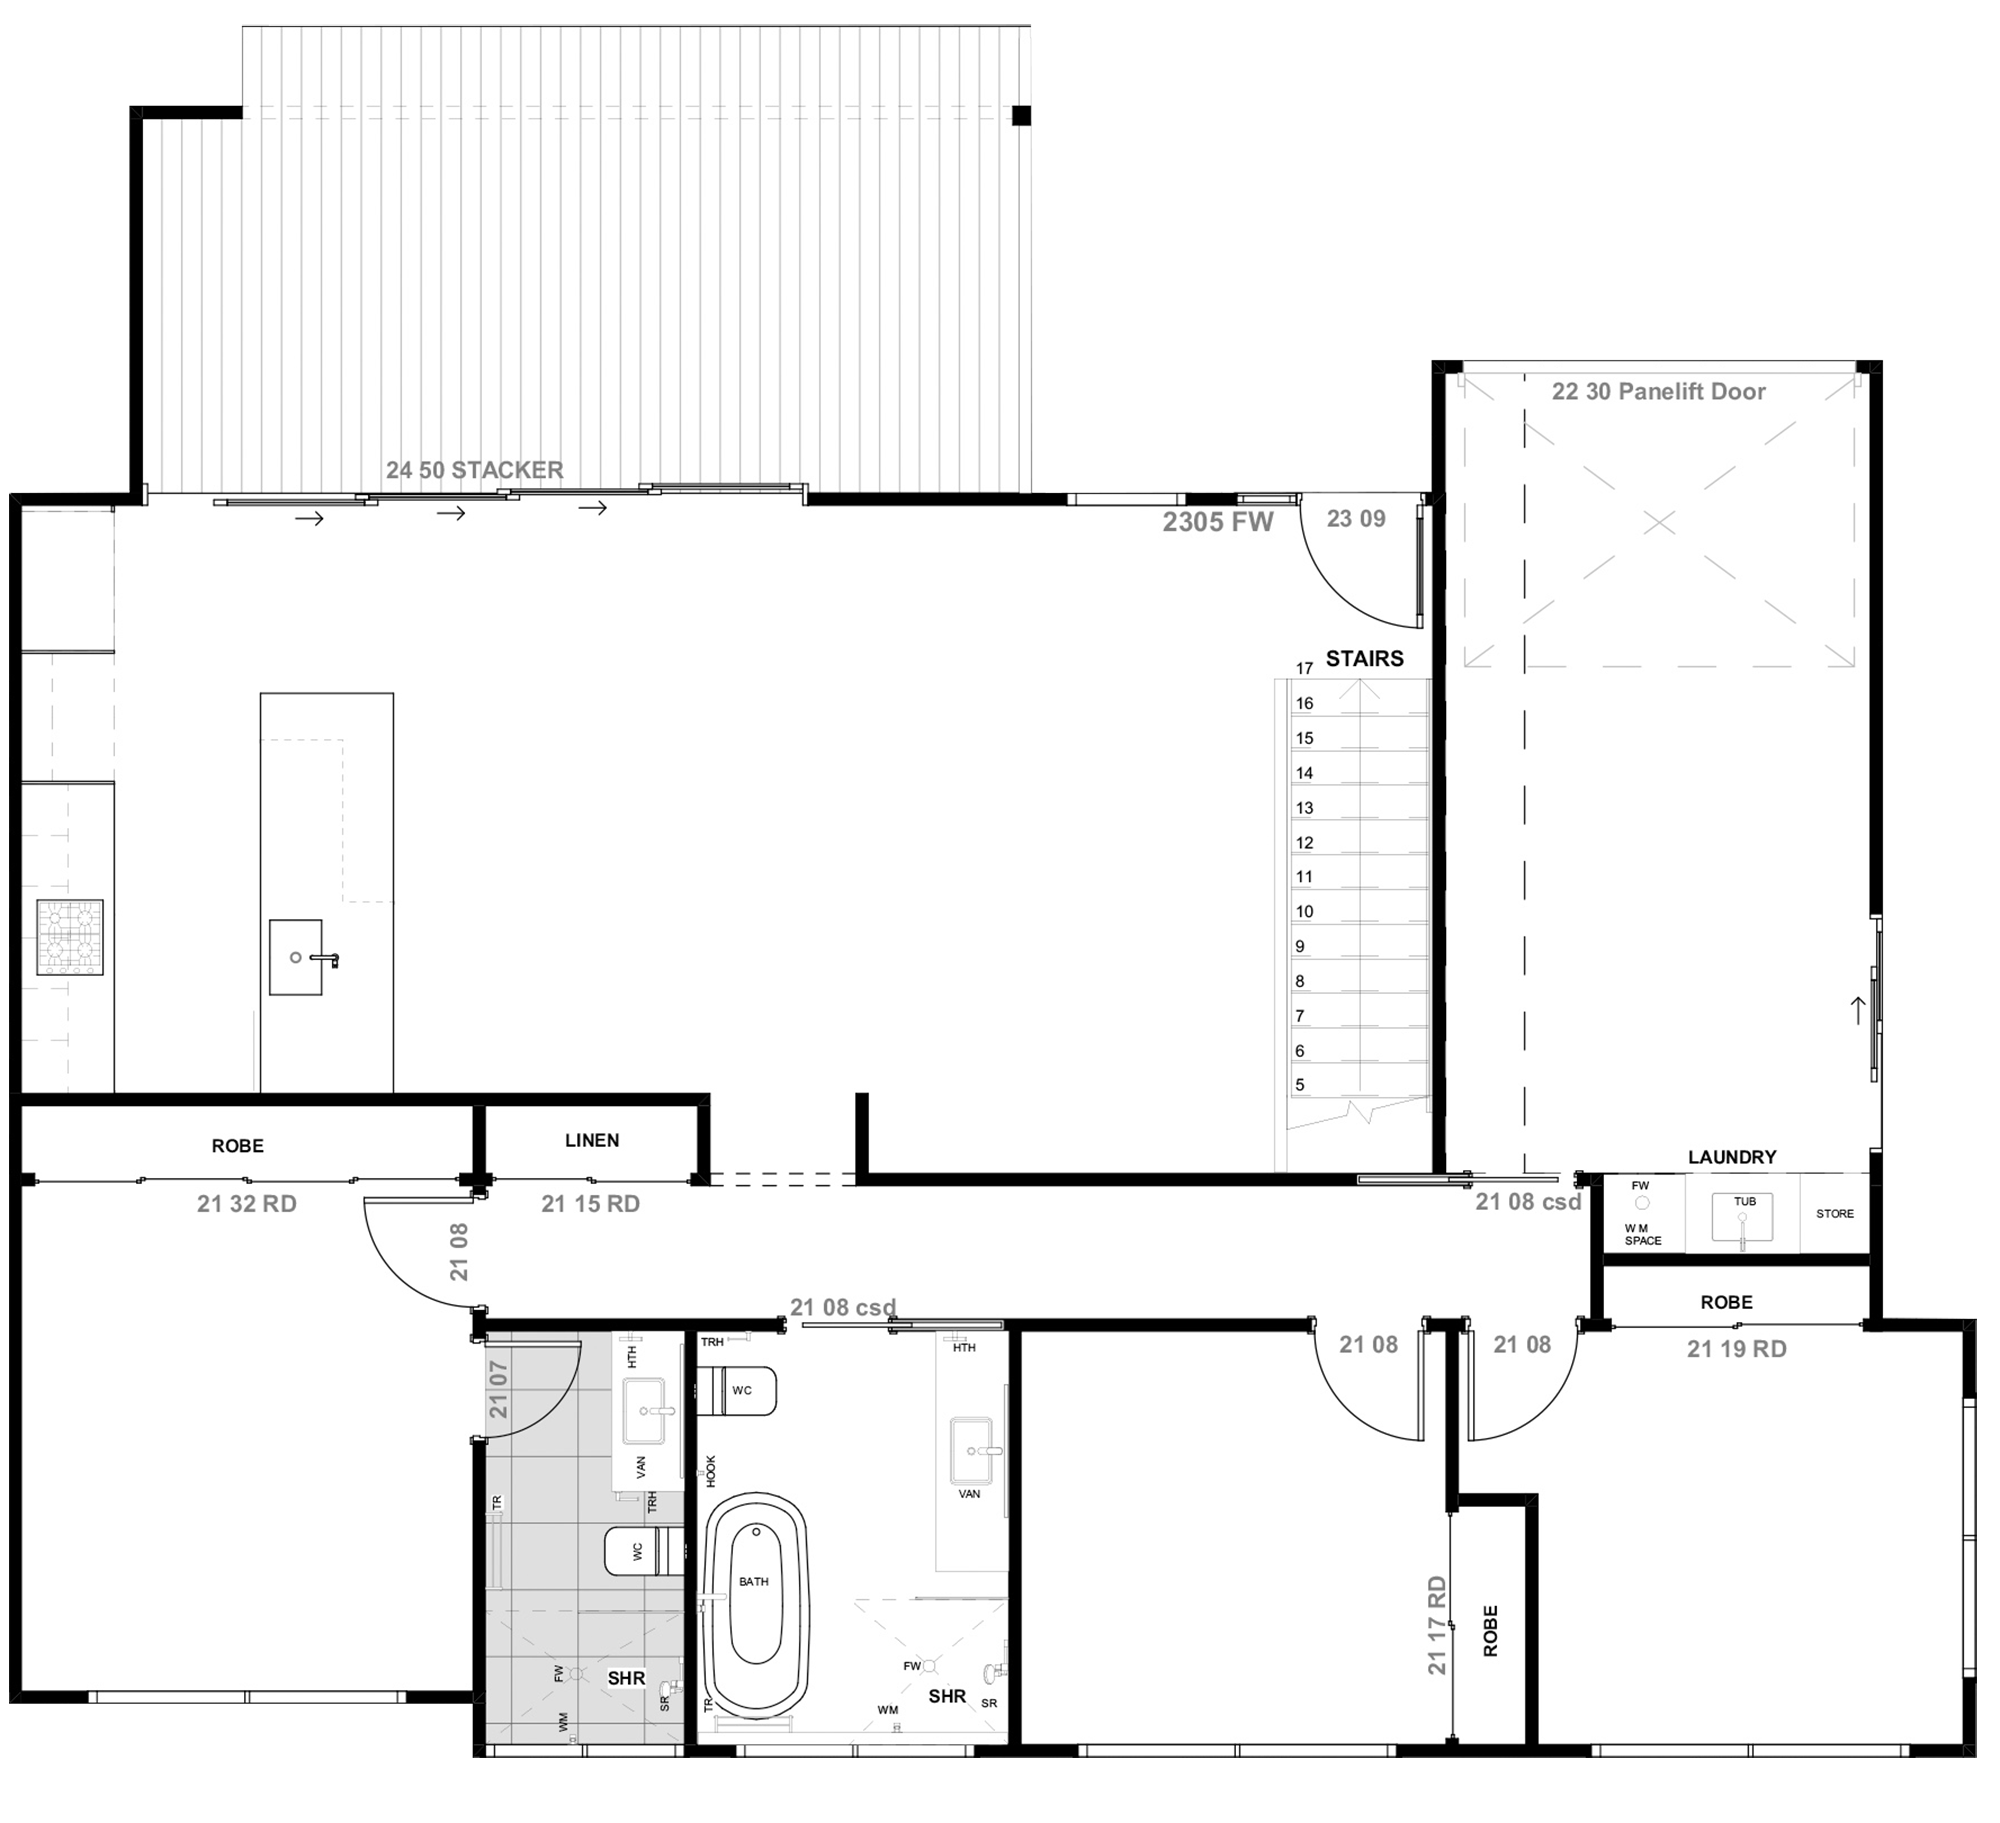 22 30 Panelift Door
24 50 STACKER
2305 FW
23 09
STAIRS
17
16
15
14
13
12
11
10
9
8
7
6
5
ROBE
LINEN
LAUNDRY
21 32 RD
21 15 RD
21 08
21 08 csd
FW
W M
SPACE
TUB
STORE
21 08 csd
ROBE
21 08
21 08
21 19 RD
21 07
HTH
VAN
TRH
TR
WC
FW
SHR
SR
WM
TRH
WC
HOOK
BATH
TR
HTH
VAN
FW
SHR
SR
WM
21 17 RD
ROBE